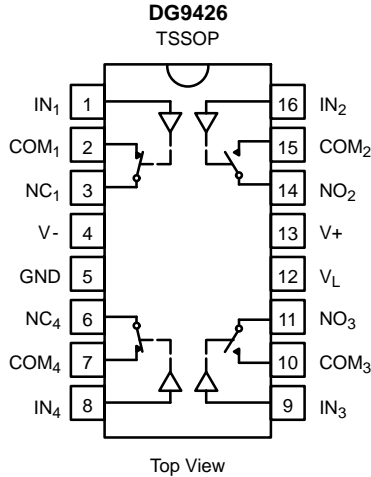 DG9426
TSSOP
IN1 1 16 IN2
COM1 2 15 COM2
NC1 3 14 NO2
V- 4 13 V+
GND 5 12 VL
NC4 6 11 NO3
COM4 7 10 COM3
IN4 8 9 IN3
Top View